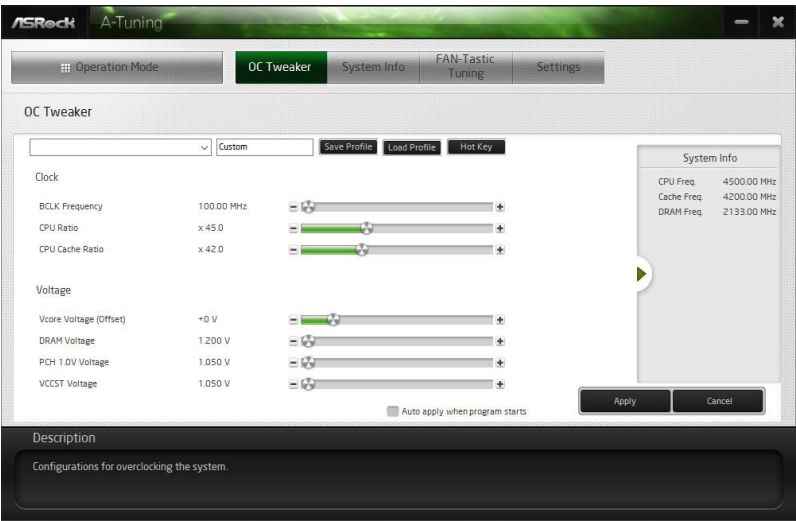 ASRock A-Tuning
Operation Mode
OC Tweaker
System Info
FAN-Tastic
Tuning
Settings
OC Tweaker
Custom
Save Profile
Load Profile
Hot Key
Clock
BCLK Frequency 100.00 MHz
CPU Ratio x 45.0
CPU Cache Ratio x 42.0
Voltage
Vcore Voltage (Offset) +0 V
DRAM Voltage 1.200 V
PCH 1.0V Voltage 1.050 V
VCCST Voltage 1.050 V
Auto apply when program starts
System Info
CPU Freq. 4500.00 MHz
Cache Freq. 4200.00 MHz
DRAM Freq. 2133.00 MHz
Apply
Cancel
Description
Configurations for overclocking the system.